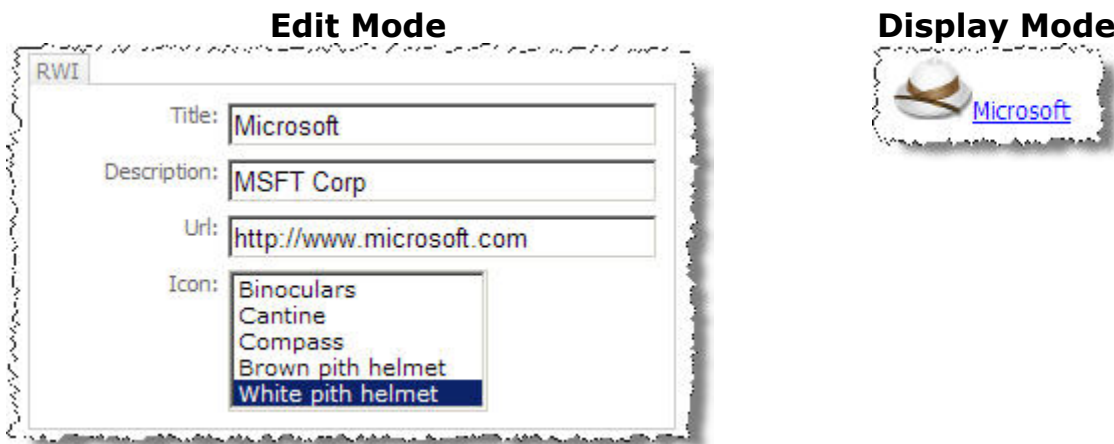 Edit Mode
Display Mode
RWI
Title: Microsoft
Description: MSFT Corp
Url: http://www.microsoft.com
Icon: Binoculars
Cantine
Compass
Brown pith helmet
White pith helmet
Microsoft